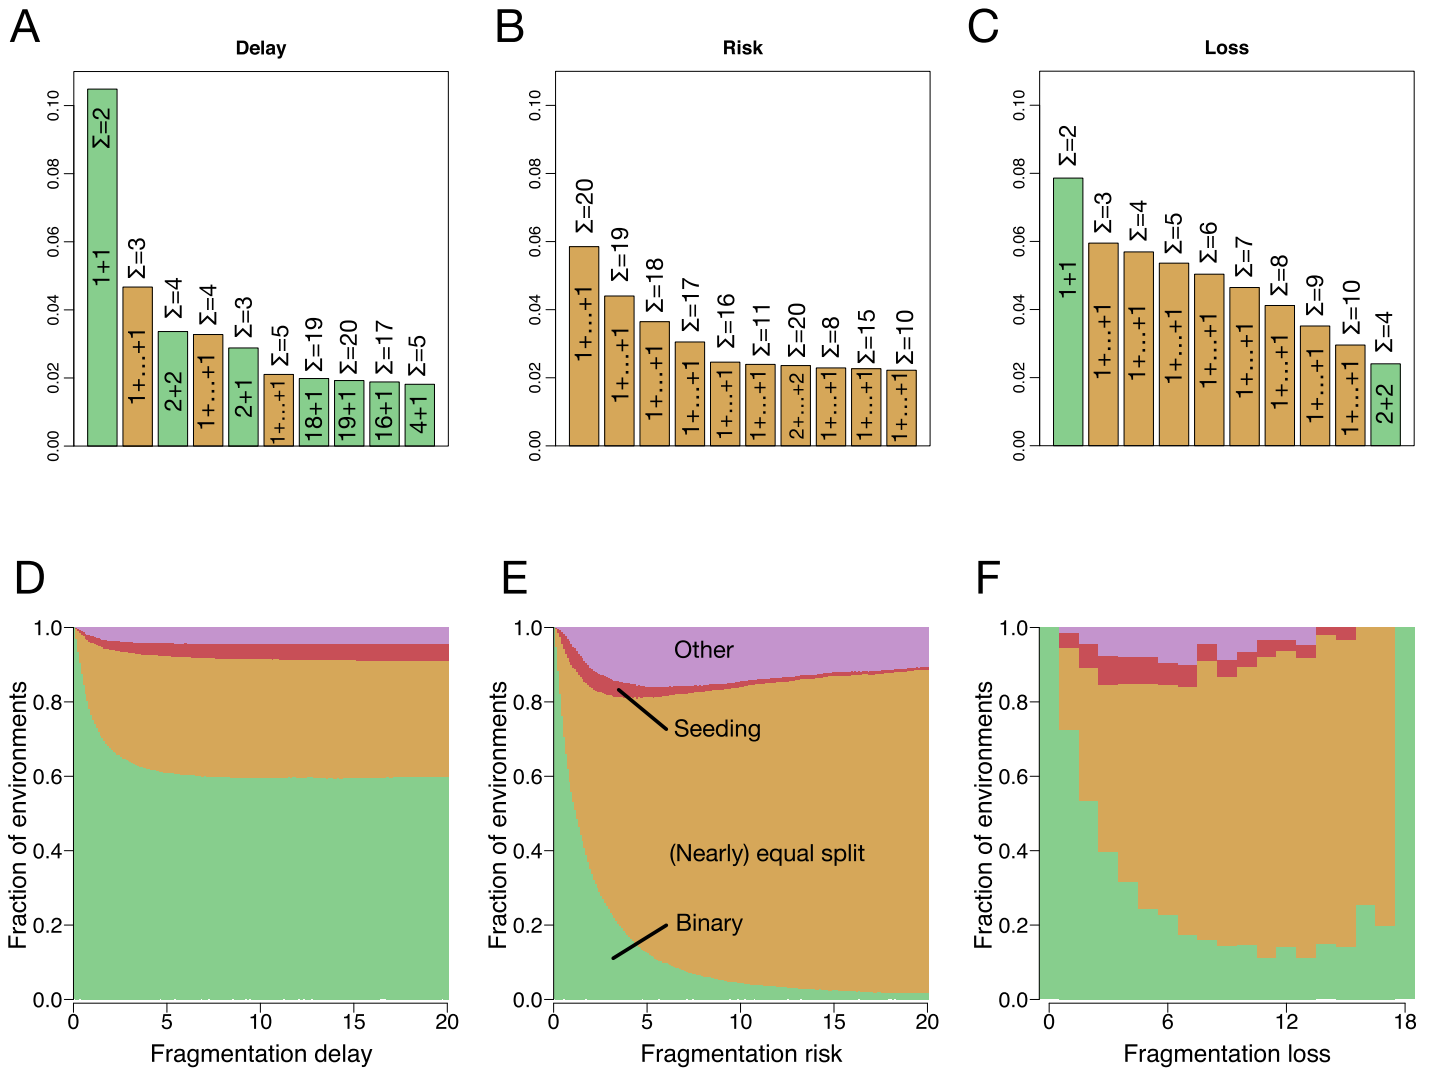 A
Delay
0.00
0.02
0.04
0.06
0.08
0.10
1+1
Σ=2
1+...+1
Σ=3
2+2
Σ=4
1+...+1
Σ=4
2+1
Σ=3
1+...+1
Σ=5
18+1
Σ=19
19+1
Σ=20
16+1
Σ=17
4+1
Σ=5
B
Risk
0.00
0.02
0.04
0.06
0.08
0.10
1+...+1
Σ=20
1+...+1
Σ=19
1+...+1
Σ=18
1+...+1
Σ=17
1+...+1
Σ=16
1+...+1
Σ=11
2+...+2
Σ=20
1+...+1
Σ=8
1+...+1
Σ=15
1+...+1
Σ=10
C
Loss
0.00
0.02
0.04
0.06
0.08
0.10
1+1
Σ=2
1+...+1
Σ=3
1+...+1
Σ=4
1+...+1
Σ=5
1+...+1
Σ=6
1+...+1
Σ=7
1+...+1
Σ=8
1+...+1
Σ=9
1+...+1
Σ=10
2+2
Σ=4
D
Fraction of environments
1.0
0.8
0.6
0.4
0.2
0.0
0 5 10 15 20
Fragmentation delay
E
Fraction of environments
1.0
0.8
0.6
0.4
0.2
0.0
Other
Seeding
(Nearly) equal split
Binary
0 5 10 15 20
Fragmentation risk
F
Fraction of environments
1.0
0.8
0.6
0.4
0.2
0.0
0 6 12 18
Fragmentation loss